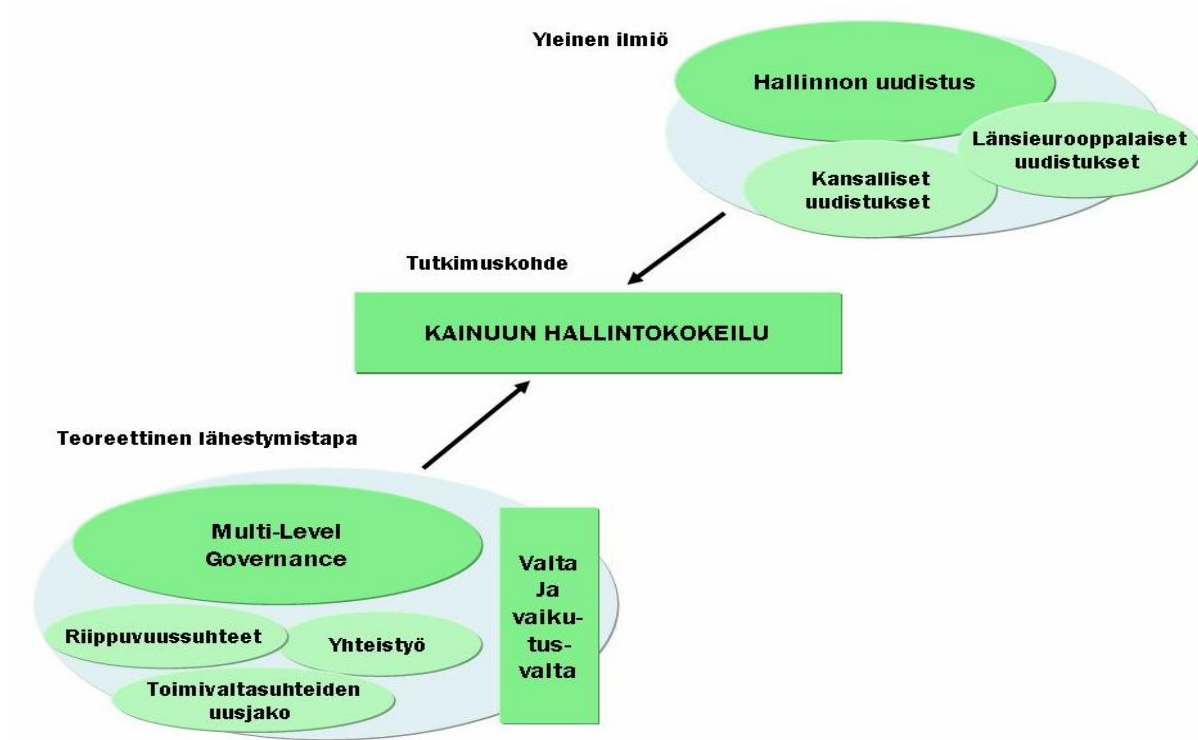 Yleinen ilmiö
Hallinnon uudistus
Länsieurooppalaiset
uudistukset
Kansalliset
uudistukset
Tutkimuskohde
KAINUUN HALLINTOKOKEILU
Teoreettinen lähestymistapa
Multi-Level
Governance
Valta
Ja
vaiku-
tus-
valta
Riippuvuussuhteet
Yhteistyö
Toimivaltasuhteiden
uusjako